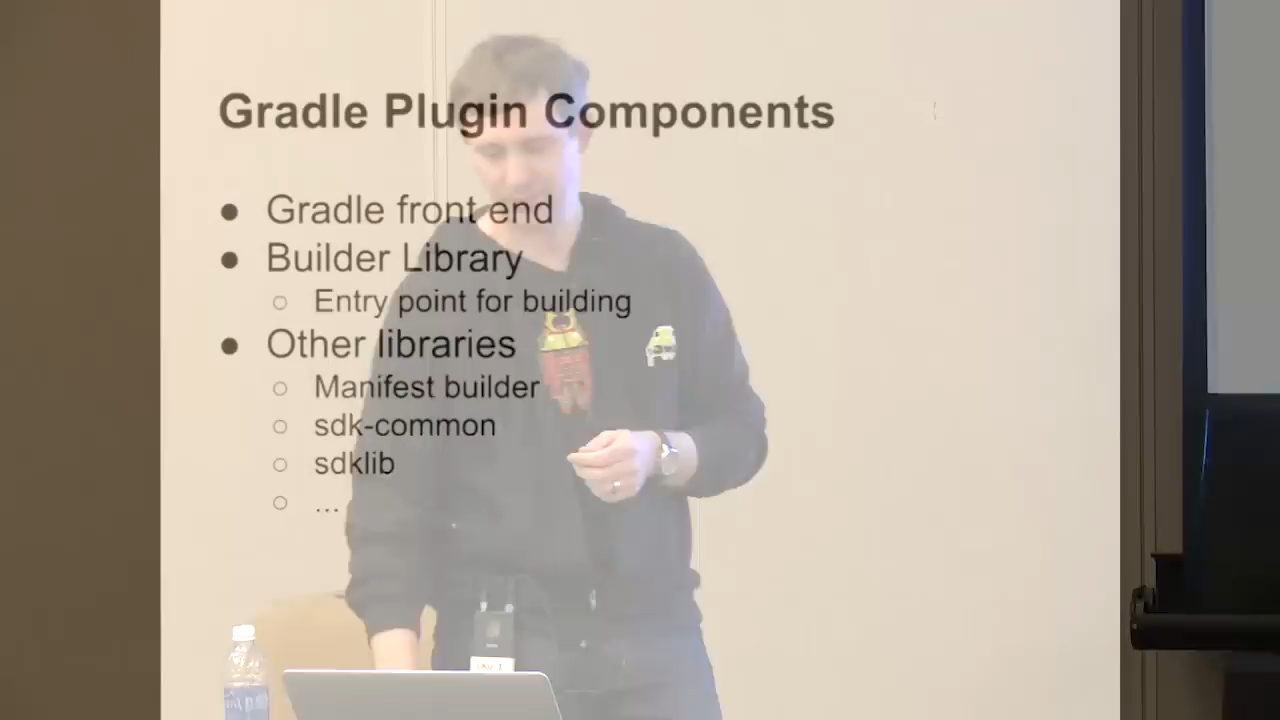 Gradle Plugin Components
● Gradle front end
● Builder Library
○ Entry point for building
● Other libraries
○ Manifest builder
○ sdk-common
○ sdklib
○ ...